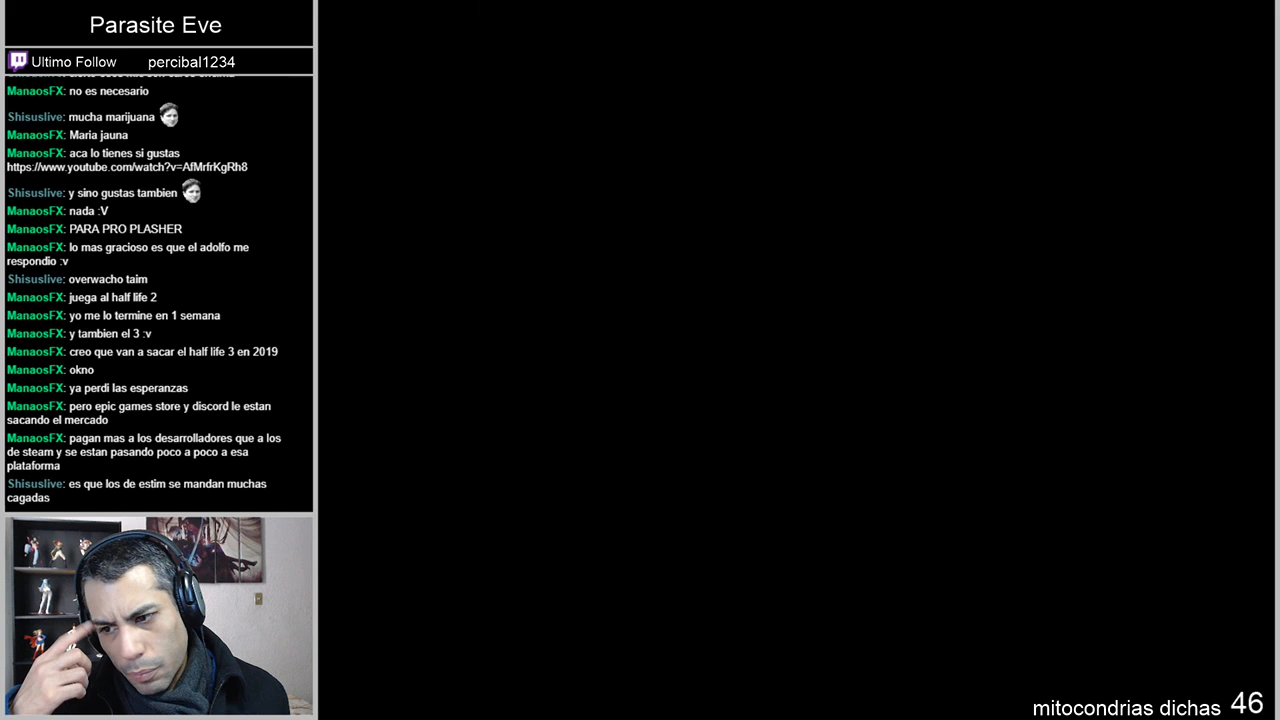 Parasite Eve
Ultimo Follow percibal1234
ManaosFX: no es necesario
Shisuslive: mucha marijuana
ManaosFX: Maria jauna
ManaosFX: aca lo tienes si gustas
https://www.youtube.com/watch?v=AfMrfrKgRh8
Shisuslive: y sino gustas tambien
ManaosFX: nada :V
ManaosFX: PARA PRO PLASHER
ManaosFX: lo mas gracioso es que el adolfo me
respondio :v
Shisuslive: overwacho taim
ManaosFX: juega al half life 2
ManaosFX: yo me lo termine en 1 semana
ManaosFX: y tambien el 3 :v
ManaosFX: creo que van a sacar el half life 3 en 2019
ManaosFX: okno
ManaosFX: ya perdi las esperanzas
ManaosFX: pero epic games store y discord le estan
sacando el mercado
ManaosFX: pagan mas a los desarrolladores que a los
de steam y se estan pasando poco a poco a esa
plataforma
Shisuslive: es que los de estim se mandan muchas
cagadas
mitocondrias dichas 46